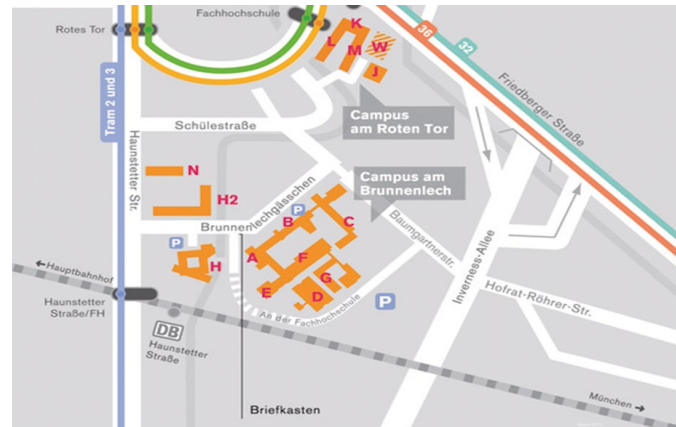 Fachhochschule
Rotes Tor
K
L
M
W
J
36
32
Friedberger Straße
Tram 2 und 3
Campus
am Roten Tor
Schülestraße
Haunstetter Str.
Campus am
Brunnenlech
N
H2
Brunnenlechgässchen
P
B
C
Baumgartnerstr.
Inverness-Allee
P
H
A
F
G
E
D
P
An der Fachhochschule
Hofrat-Röhrer-Str.
Hauptbahnhof
Haunstetter
Straße/FH
DB
Haunstetter
Straße
München
Briefkasten